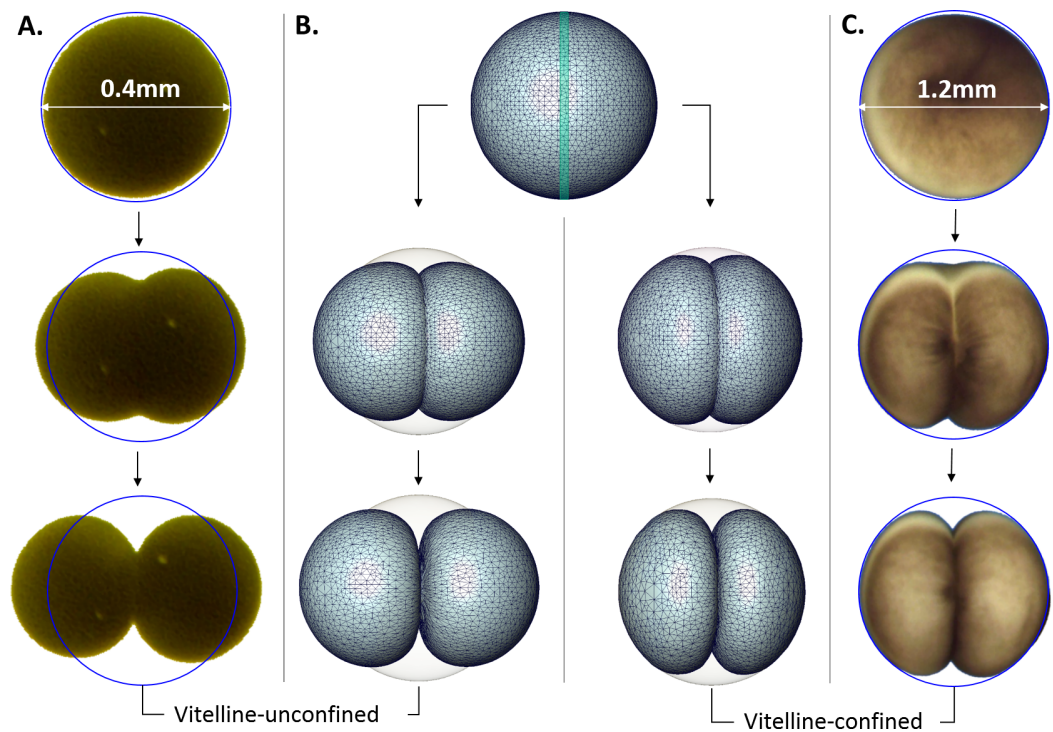 A.
B.
C.
0.4mm
1.2mm
Vitelline-unconfined
Vitelline-confined